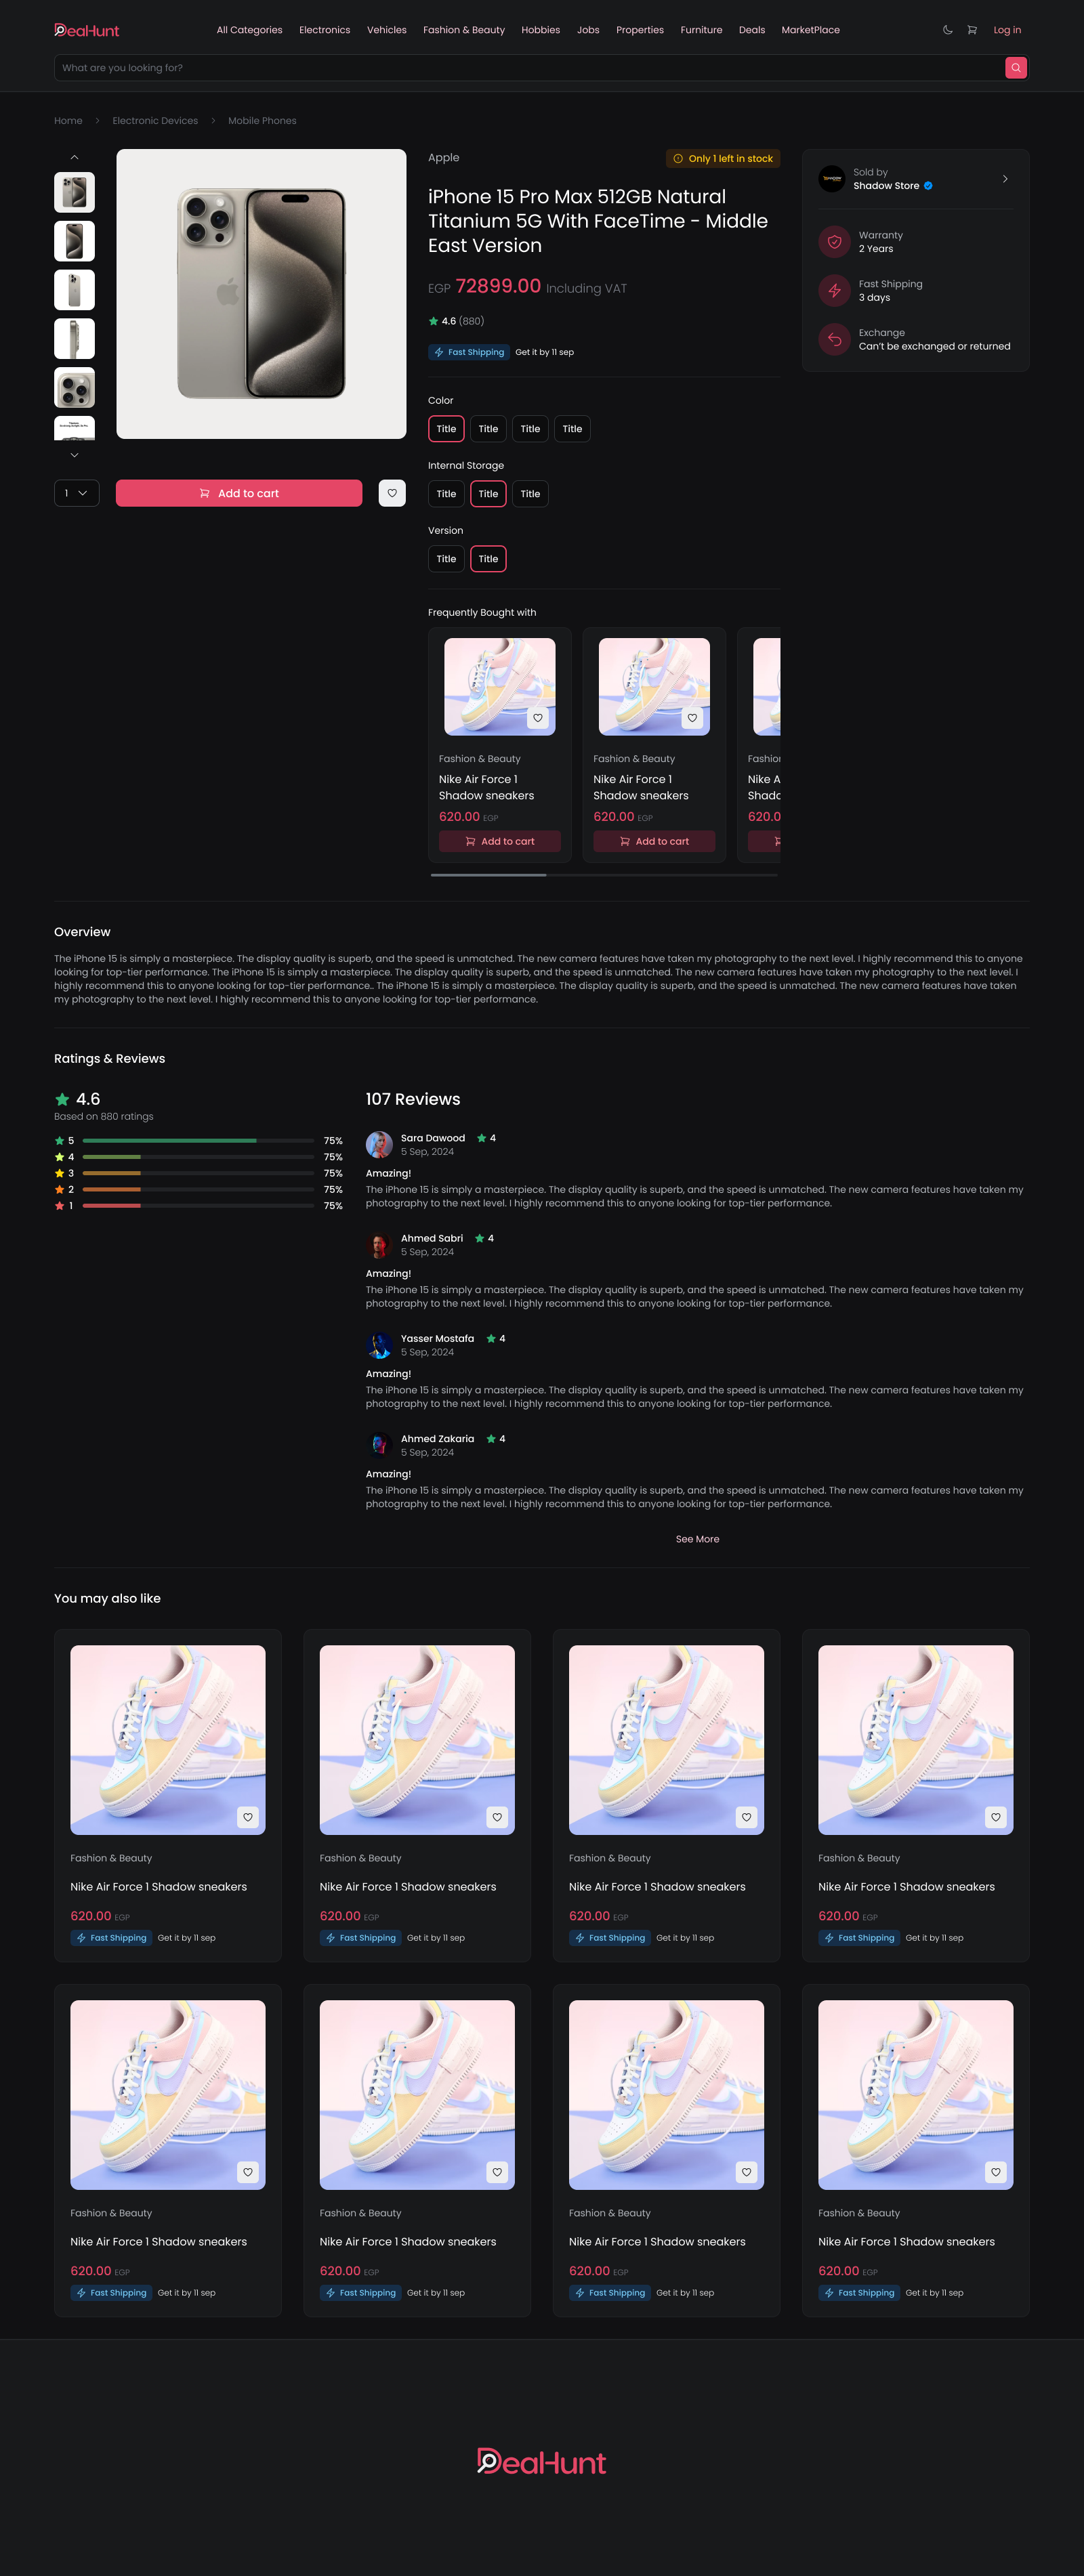 DealHunt
All Categories Electronics Vehicles Fashion & Beauty Hobbies Jobs Properties Furniture Deals MarketPlace
Log in
What are you looking for?
Home > Electronic Devices > Mobile Phones
Apple
Only 1 left in stock
iPhone 15 Pro Max 512GB Natural
Titanium 5G With FaceTime - Middle
East Version
EGP 72899.00 Including VAT
4.6 (880)
Fast Shipping Get it by 11 sep
1
Add to cart
Color
Title Title Title Title
Internal Storage
Title Title Title
Version
Title Title
Sold by
Shadow Store
Warranty
2 Years
Fast Shipping
3 days
Exchange
Can't be exchanged or returned
Frequently Bought with
Fashion & Beauty
Nike Air Force 1
Shadow sneakers
620.00 EGP
Add to cart
Fashion & Beauty
Nike Air Force 1
Shadow sneakers
620.00 EGP
Add to cart
Fashion
Nike A
Shado
620.0
Overview
The iPhone 15 is simply a masterpiece. The display quality is superb, and the speed is unmatched. The new camera features have taken my photography to the next level. I highly recommend this to anyone
looking for top-tier performance. The iPhone 15 is simply a masterpiece. The display quality is superb, and the speed is unmatched. The new camera features have taken my photography to the next level. I
highly recommend this to anyone looking for top-tier performance.. The iPhone 15 is simply a masterpiece. The display quality is superb, and the speed is unmatched. The new camera features have taken
my photography to the next level. I highly recommend this to anyone looking for top-tier performance.
Ratings & Reviews
4.6
Based on 880 ratings
5 75%
4 75%
3 75%
2 75%
1 75%
107 Reviews
Sara Dawood 4
5 Sep, 2024
Amazing!
The iPhone 15 is simply a masterpiece. The display quality is superb, and the speed is unmatched. The new camera features have taken my
photography to the next level. I highly recommend this to anyone looking for top-tier performance.
Ahmed Sabri 4
5 Sep, 2024
Amazing!
The iPhone 15 is simply a masterpiece. The display quality is superb, and the speed is unmatched. The new camera features have taken my
photography to the next level. I highly recommend this to anyone looking for top-tier performance.
Yasser Mostafa 4
5 Sep, 2024
Amazing!
The iPhone 15 is simply a masterpiece. The display quality is superb, and the speed is unmatched. The new camera features have taken my
photography to the next level. I highly recommend this to anyone looking for top-tier performance.
Ahmed Zakaria 4
5 Sep, 2024
Amazing!
The iPhone 15 is simply a masterpiece. The display quality is superb, and the speed is unmatched. The new camera features have taken my
photography to the next level. I highly recommend this to anyone looking for top-tier performance.
See More
You may also like
Fashion & Beauty Fashion & Beauty Fashion & Beauty Fashion & Beauty
Nike Air Force 1 Shadow sneakers Nike Air Force 1 Shadow sneakers Nike Air Force 1 Shadow sneakers Nike Air Force 1 Shadow sneakers
620.00 EGP 620.00 EGP 620.00 EGP 620.00 EGP
Fast Shipping Get it by 11 sep Fast Shipping Get it by 11 sep Fast Shipping Get it by 11 sep Fast Shipping Get it by 11 sep
Fashion & Beauty Fashion & Beauty Fashion & Beauty Fashion & Beauty
Nike Air Force 1 Shadow sneakers Nike Air Force 1 Shadow sneakers Nike Air Force 1 Shadow sneakers Nike Air Force 1 Shadow sneakers
620.00 EGP 620.00 EGP 620.00 EGP 620.00 EGP
Fast Shipping Get it by 11 sep Fast Shipping Get it by 11 sep Fast Shipping Get it by 11 sep Fast Shipping Get it by 11 sep
DealHunt